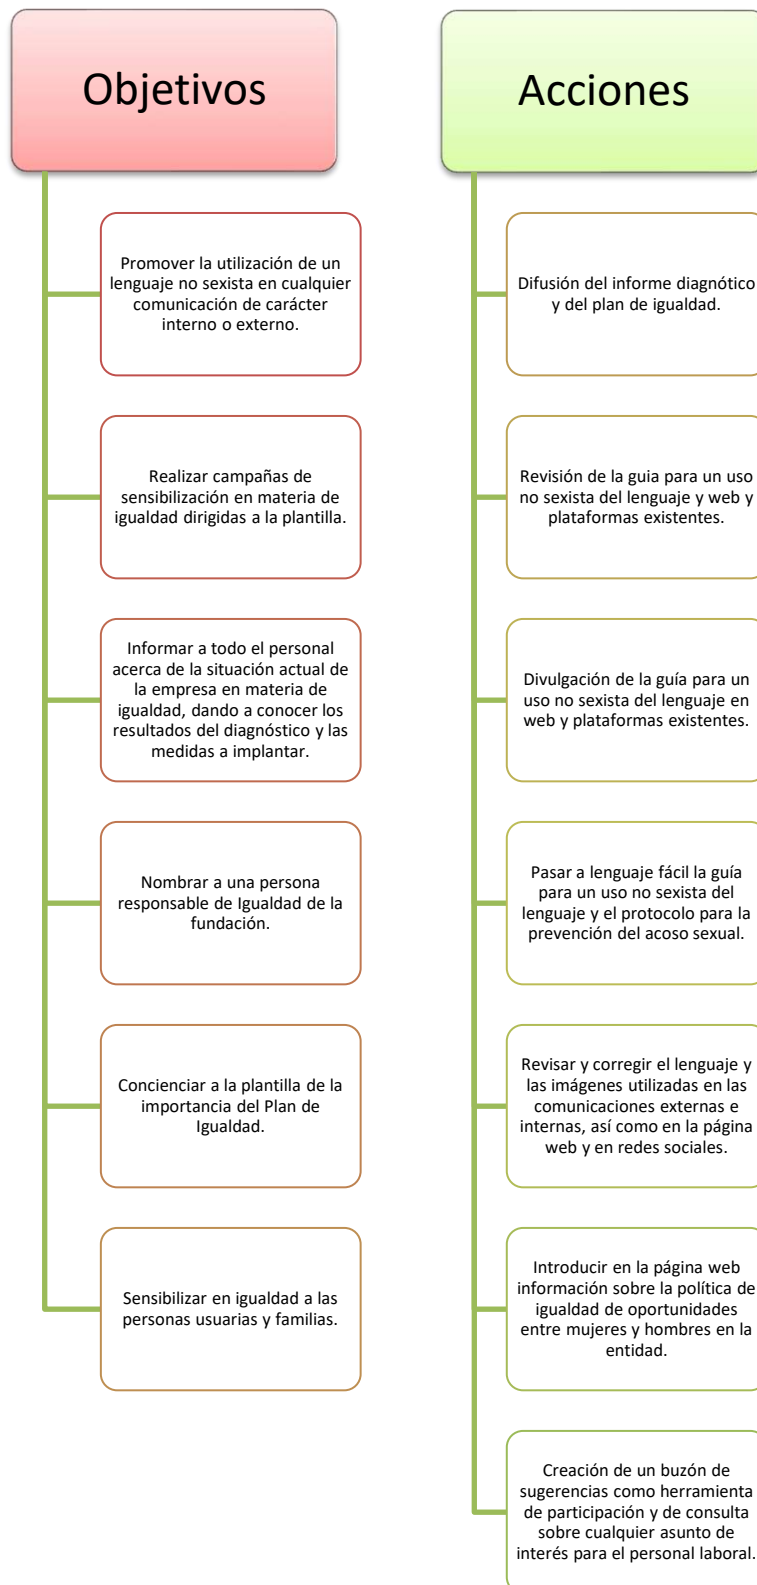 Objetivos
Promover la utilización de un
lenguaje no sexista en cualquier
comunicación de carácter
interno o externo.
Realizar campañas de
sensibilización en materia de
igualdad dirigidas a la plantilla.
Informar a todo el personal
acerca de la situación actual de
la empresa en materia de
igualdad, dando a conocer los
resultados del diagnóstico y las
medidas a implantar.
Nombrar a una persona
responsable de Igualdad de la
fundación.
Concienciar a la plantilla de la
importancia del Plan de
Igualdad.
Sensibilizar en igualdad a las
personas usuarias y familias.
Acciones
Difusión del informe diagnótico
y del plan de igualdad.
Revisión de la guia para un uso
no sexista del lenguaje y web y
plataformas existentes.
Divulgación de la guía para un
uso no sexista del lenguaje en
web y plataformas existentes.
Pasar a lenguaje fácil la guía
para un uso no sexista del
lenguaje y el protocolo para la
prevención del acoso sexual.
Revisar y corregir el lenguaje y
las imágenes utilizadas en las
comunicaciones externas e
internas, así como en la página
web y en redes sociales.
Introducir en la página web
información sobre la política de
igualdad de oportunidades
entre mujeres y hombres en la
entidad.
Creación de un buzón de
sugerencias como herramienta
de participación y de consulta
sobre cualquier asunto de
interés para el personal laboral.